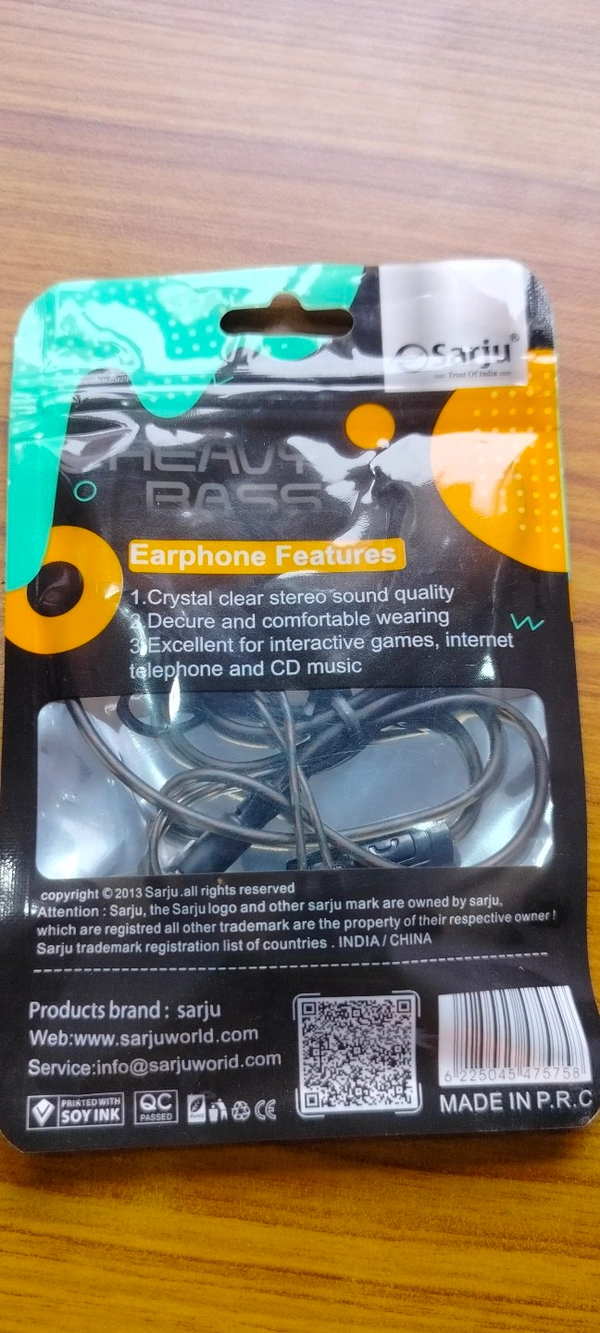 Sarju®
Trust Of India
HEAVY
BASS
Earphone Features
1.Crystal clear stereo sound quality
2.Decure and comfortable wearing
3.Excellent for interactive games, internet
telephone and CD music
copyright © 2013 Sarju .all rights reserved
Attention : Sarju, the Sarju logo and other sarju mark are owned by sarju,
which are registred all other trademark are the property of their respective owner !
Sarju trademark registration list of countries . INDIA / CHINA
Products brand : sarju
Web:www.sarjuworld.com
Service:info@sarjuworid.com
PRINTED WITH
SOY INK
QC
PASSED
CE
6 225045 475758
MADE IN P.R.C